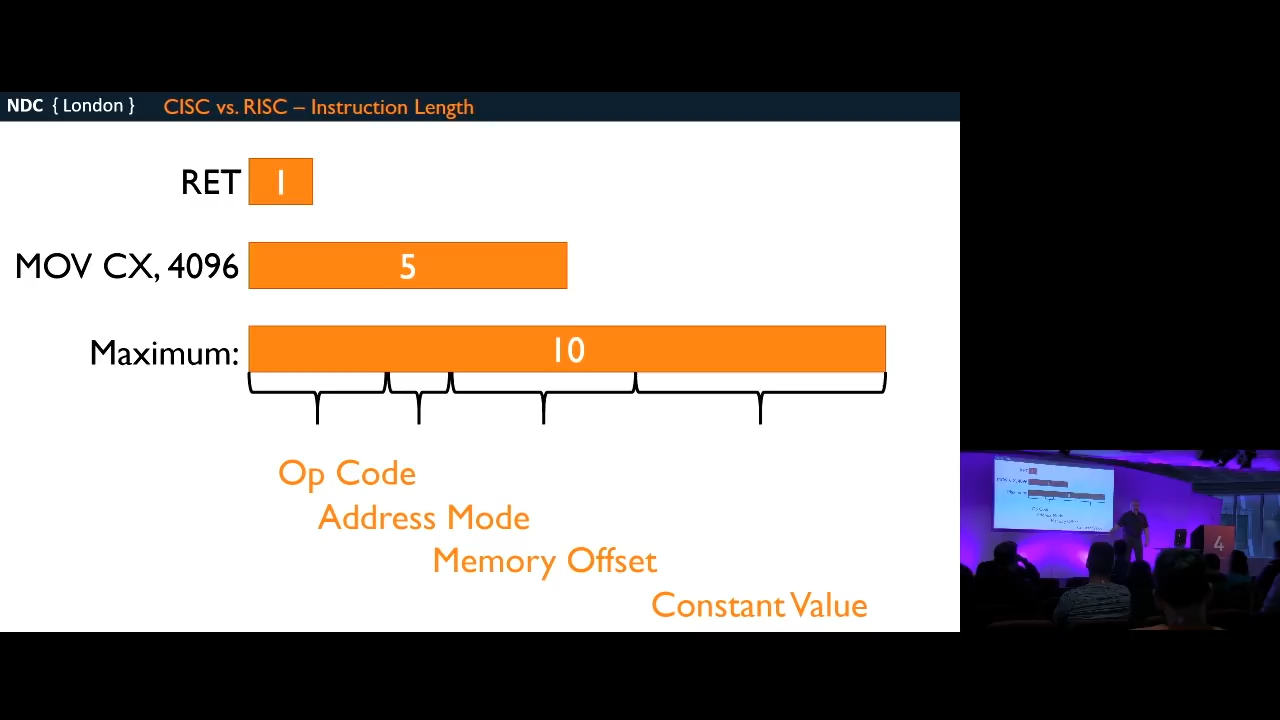 NDC { London } CISC vs. RISC – Instruction Length
RET 1
MOV CX, 4096 5
Maximum: 10
Op Code
Address Mode
Memory Offset
Constant Value
4